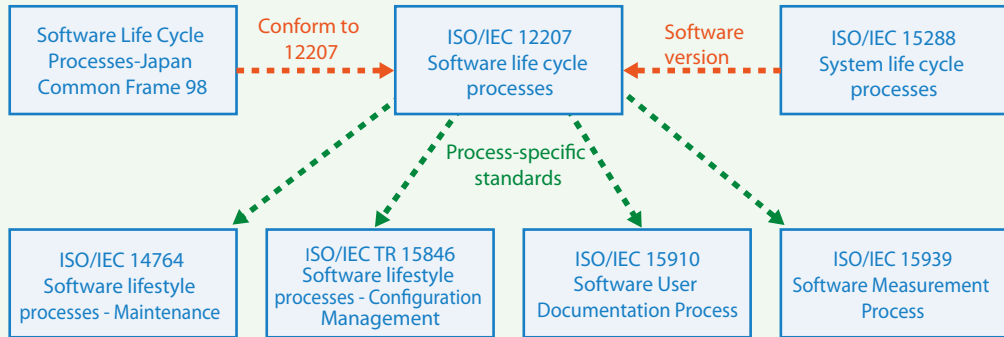 Software Life Cycle
Processes-Japan
Common Frame 98
Conform to
12207
ISO/IEC 12207
Software life cycle
processes
Software
version
ISO/IEC 15288
System life cycle
processes
Process-specific
standards
ISO/IEC 14764
Software lifestyle
processes - Maintenance
ISO/IEC TR 15846
Software lifestyle
processes - Configuration
Management
ISO/IEC 15910
Software User
Documentation Process
ISO/IEC 15939
Software Measurement
Process